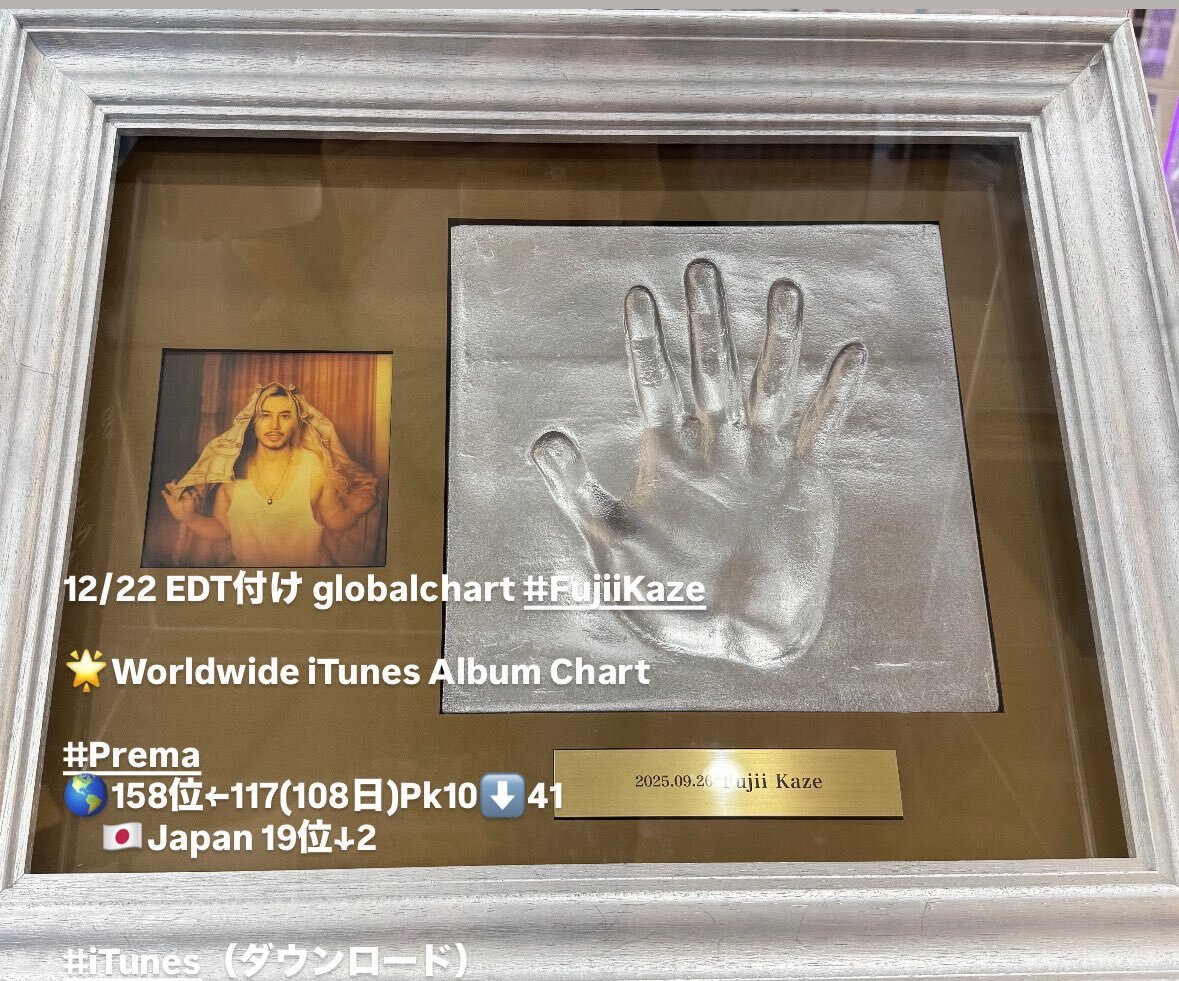 12/22 EDT付け globalchart #FujiiKaze
🌟Worldwide iTunes Album Chart
#Prema
🌎158位←117(108日)Pk10⬇️41
🇯🇵Japan 19位↓2
2025.09.26 Fujii Kaze
#iTunes（ダウンロード）